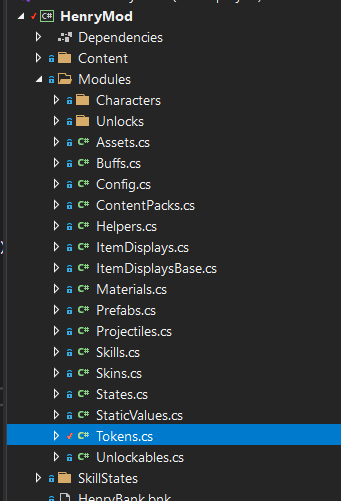 C# HenryMod
Dependencies
Content
Modules
Characters
Unlocks
C# Assets.cs
C# Buffs.cs
C# Config.cs
C# ContentPacks.cs
C# Helpers.cs
C# ItemDisplays.cs
C# ItemDisplaysBase.cs
C# Materials.cs
C# Prefabs.cs
C# Projectiles.cs
C# Skills.cs
C# Skins.cs
C# States.cs
C# StaticValues.cs
C# Tokens.cs
C# Unlockables.cs
SkillStates
HenryBank.bnk